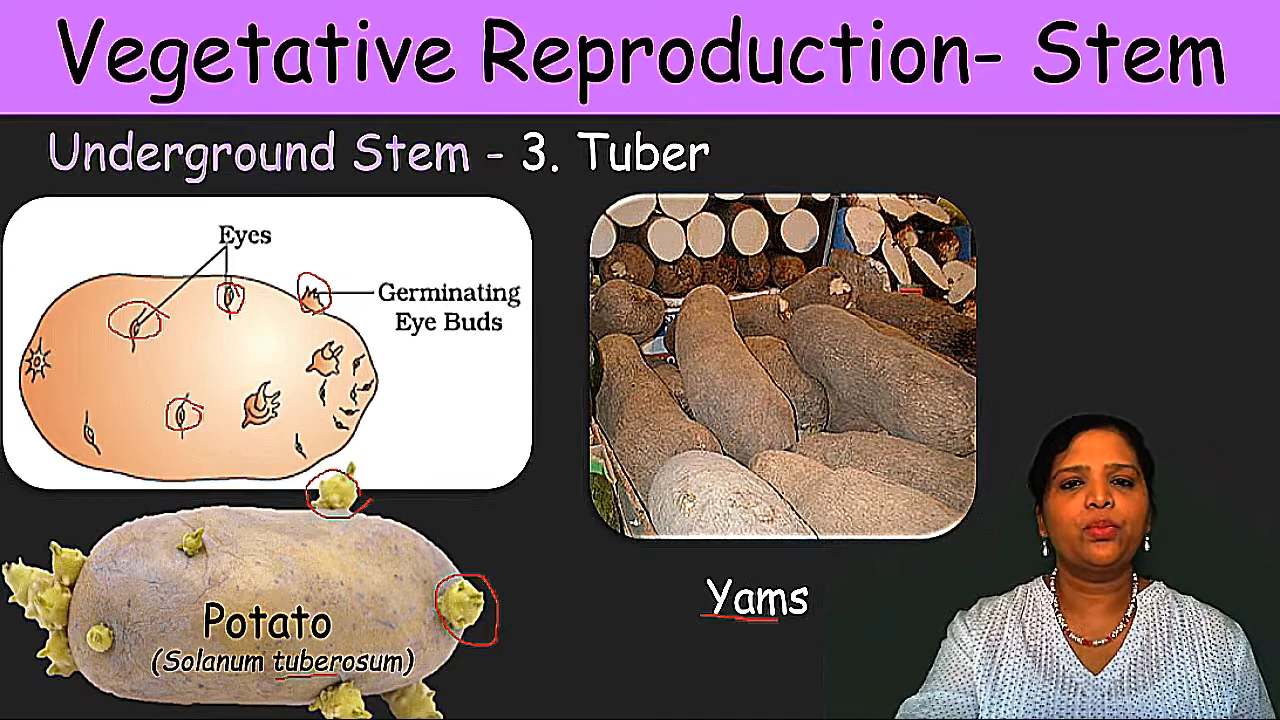 Vegetative Reproduction- Stem
Underground Stem - 3. Tuber
Eyes
Germinating
Eye Buds
Potato
(Solanum tuberosum)
Yams